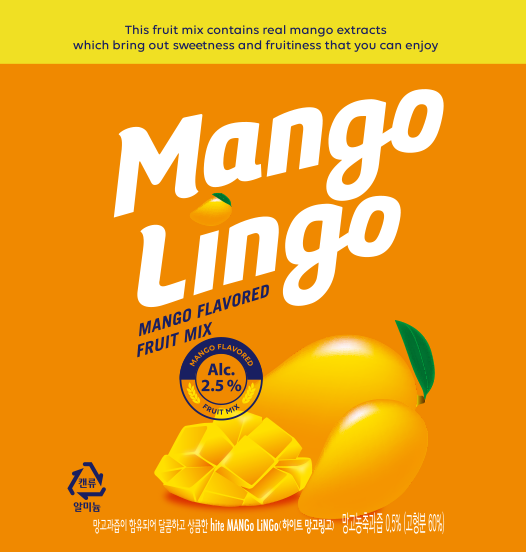 This fruit mix contains real mango extracts
which bring out sweetness and fruitiness that you can enjoy
Mango
Lingo
MANGO FLAVORED
FRUIT MIX
MANGO FLAVORED
Alc.
2.5 %
FRUIT MIX
캔류
알미늄
망고과즙이 함유되어 달콤하고 상큼한 hite MANGo LiNGo(하이트 망고링고) 망고농축과즙 0.5% (고형분 60%)